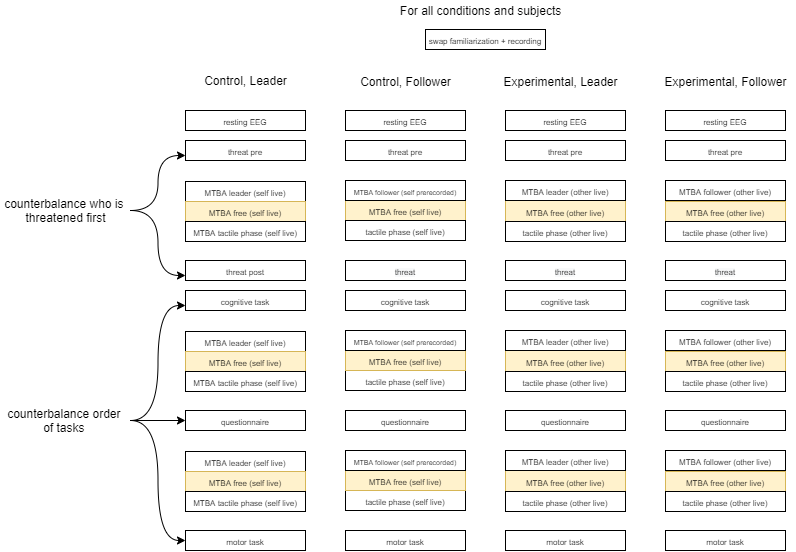 For all conditions and subjects
swap familiarization + recording
Control, Leader
Control, Follower
Experimental, Leader
Experimental, Follower
resting EEG
resting EEG
resting EEG
resting EEG
threat pre
threat pre
threat pre
threat pre
counterbalance who is
threatened first
MTBA leader (self live)
MTBA follower (self prerecorded)
MTBA leader (other live)
MTBA follower (other live)
MTBA free (self live)
MTBA free (self live)
MTBA free (other live)
MTBA free (other live)
MTBA tactile phase (self live)
tactile phase (self live)
tactile phase (other live)
tactile phase (other live)
threat post
threat
threat
threat
cognitive task
cognitive task
cognitive task
cognitive task
MTBA leader (self live)
MTBA follower (self prerecorded)
MTBA leader (other live)
MTBA follower (other live)
MTBA free (self live)
MTBA free (self live)
MTBA free (other live)
MTBA free (other live)
MTBA tactile phase (self live)
tactile phase (self live)
tactile phase (other live)
tactile phase (other live)
counterbalance order
of tasks
questionnaire
questionnaire
questionnaire
questionnaire
MTBA leader (self live)
MTBA follower (self prerecorded)
MTBA leader (other live)
MTBA follower (other live)
MTBA free (self live)
MTBA free (self live)
MTBA free (other live)
MTBA free (other live)
MTBA tactile phase (self live)
tactile phase (self live)
tactile phase (other live)
tactile phase (other live)
motor task
motor task
motor task
motor task